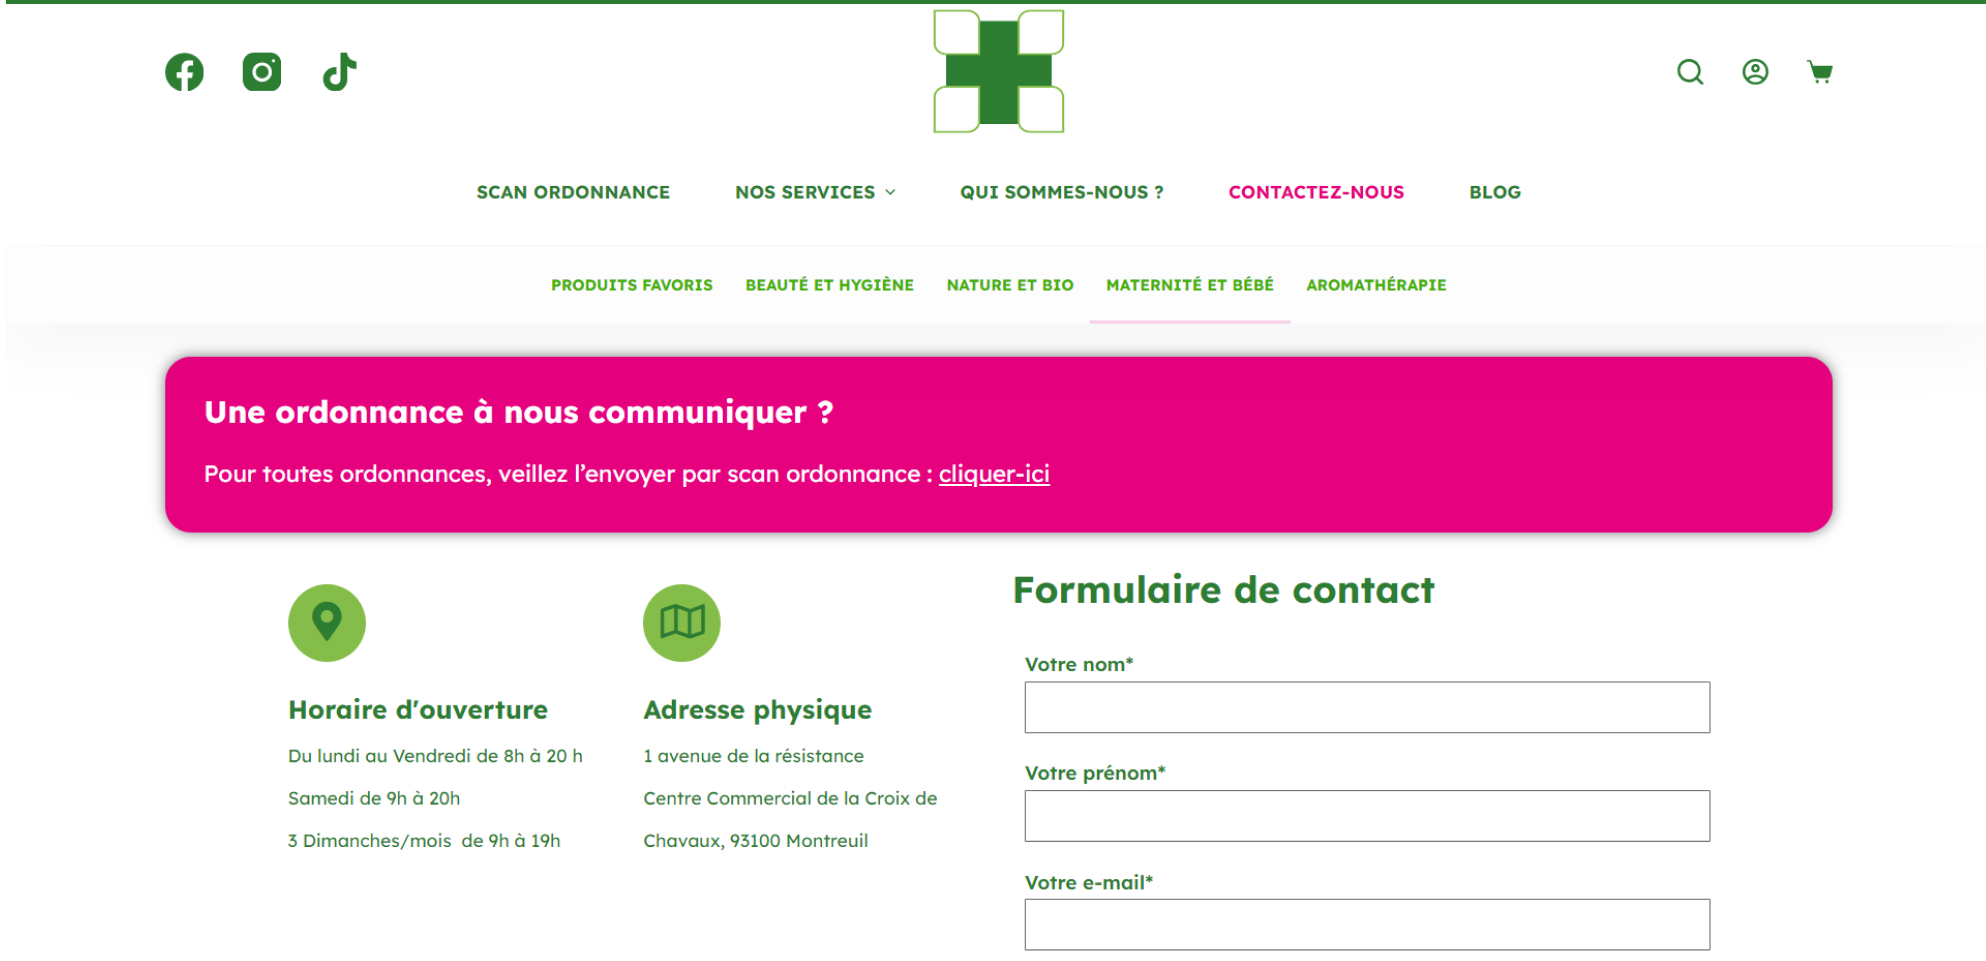 SCAN ORDONNANCE NOS SERVICES QUI SOMMES-NOUS ? CONTACTEZ-NOUS BLOG
PRODUITS FAVORIS BEAUTÉ ET HYGIÈNE NATURE ET BIO MATERNITÉ ET BÉBÉ AROMATHÉRAPIE
Une ordonnance à nous communiquer ?
Pour toutes ordonnances, veillez l’envoyer par scan ordonnance : cliquer-ici
Horaire d'ouverture
Du lundi au Vendredi de 8h à 20 h
Samedi de 9h à 20h
3 Dimanches/mois de 9h à 19h
Adresse physique
1 avenue de la résistance
Centre Commercial de la Croix de
Chavaux, 93100 Montreuil
Formulaire de contact
Votre nom*
Votre prénom*
Votre e-mail*